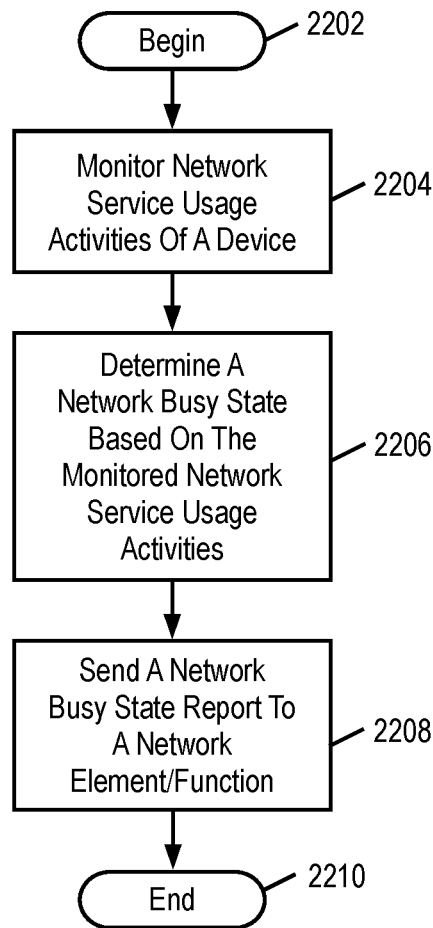 Begin
2202
Monitor Network
Service Usage
Activities Of A Device
2204
Determine A
Network Busy State
Based On The
Monitored Network
Service Usage
Activities
2206
Send A Network
Busy State Report To
A Network
Element/Function
2208
End
2210